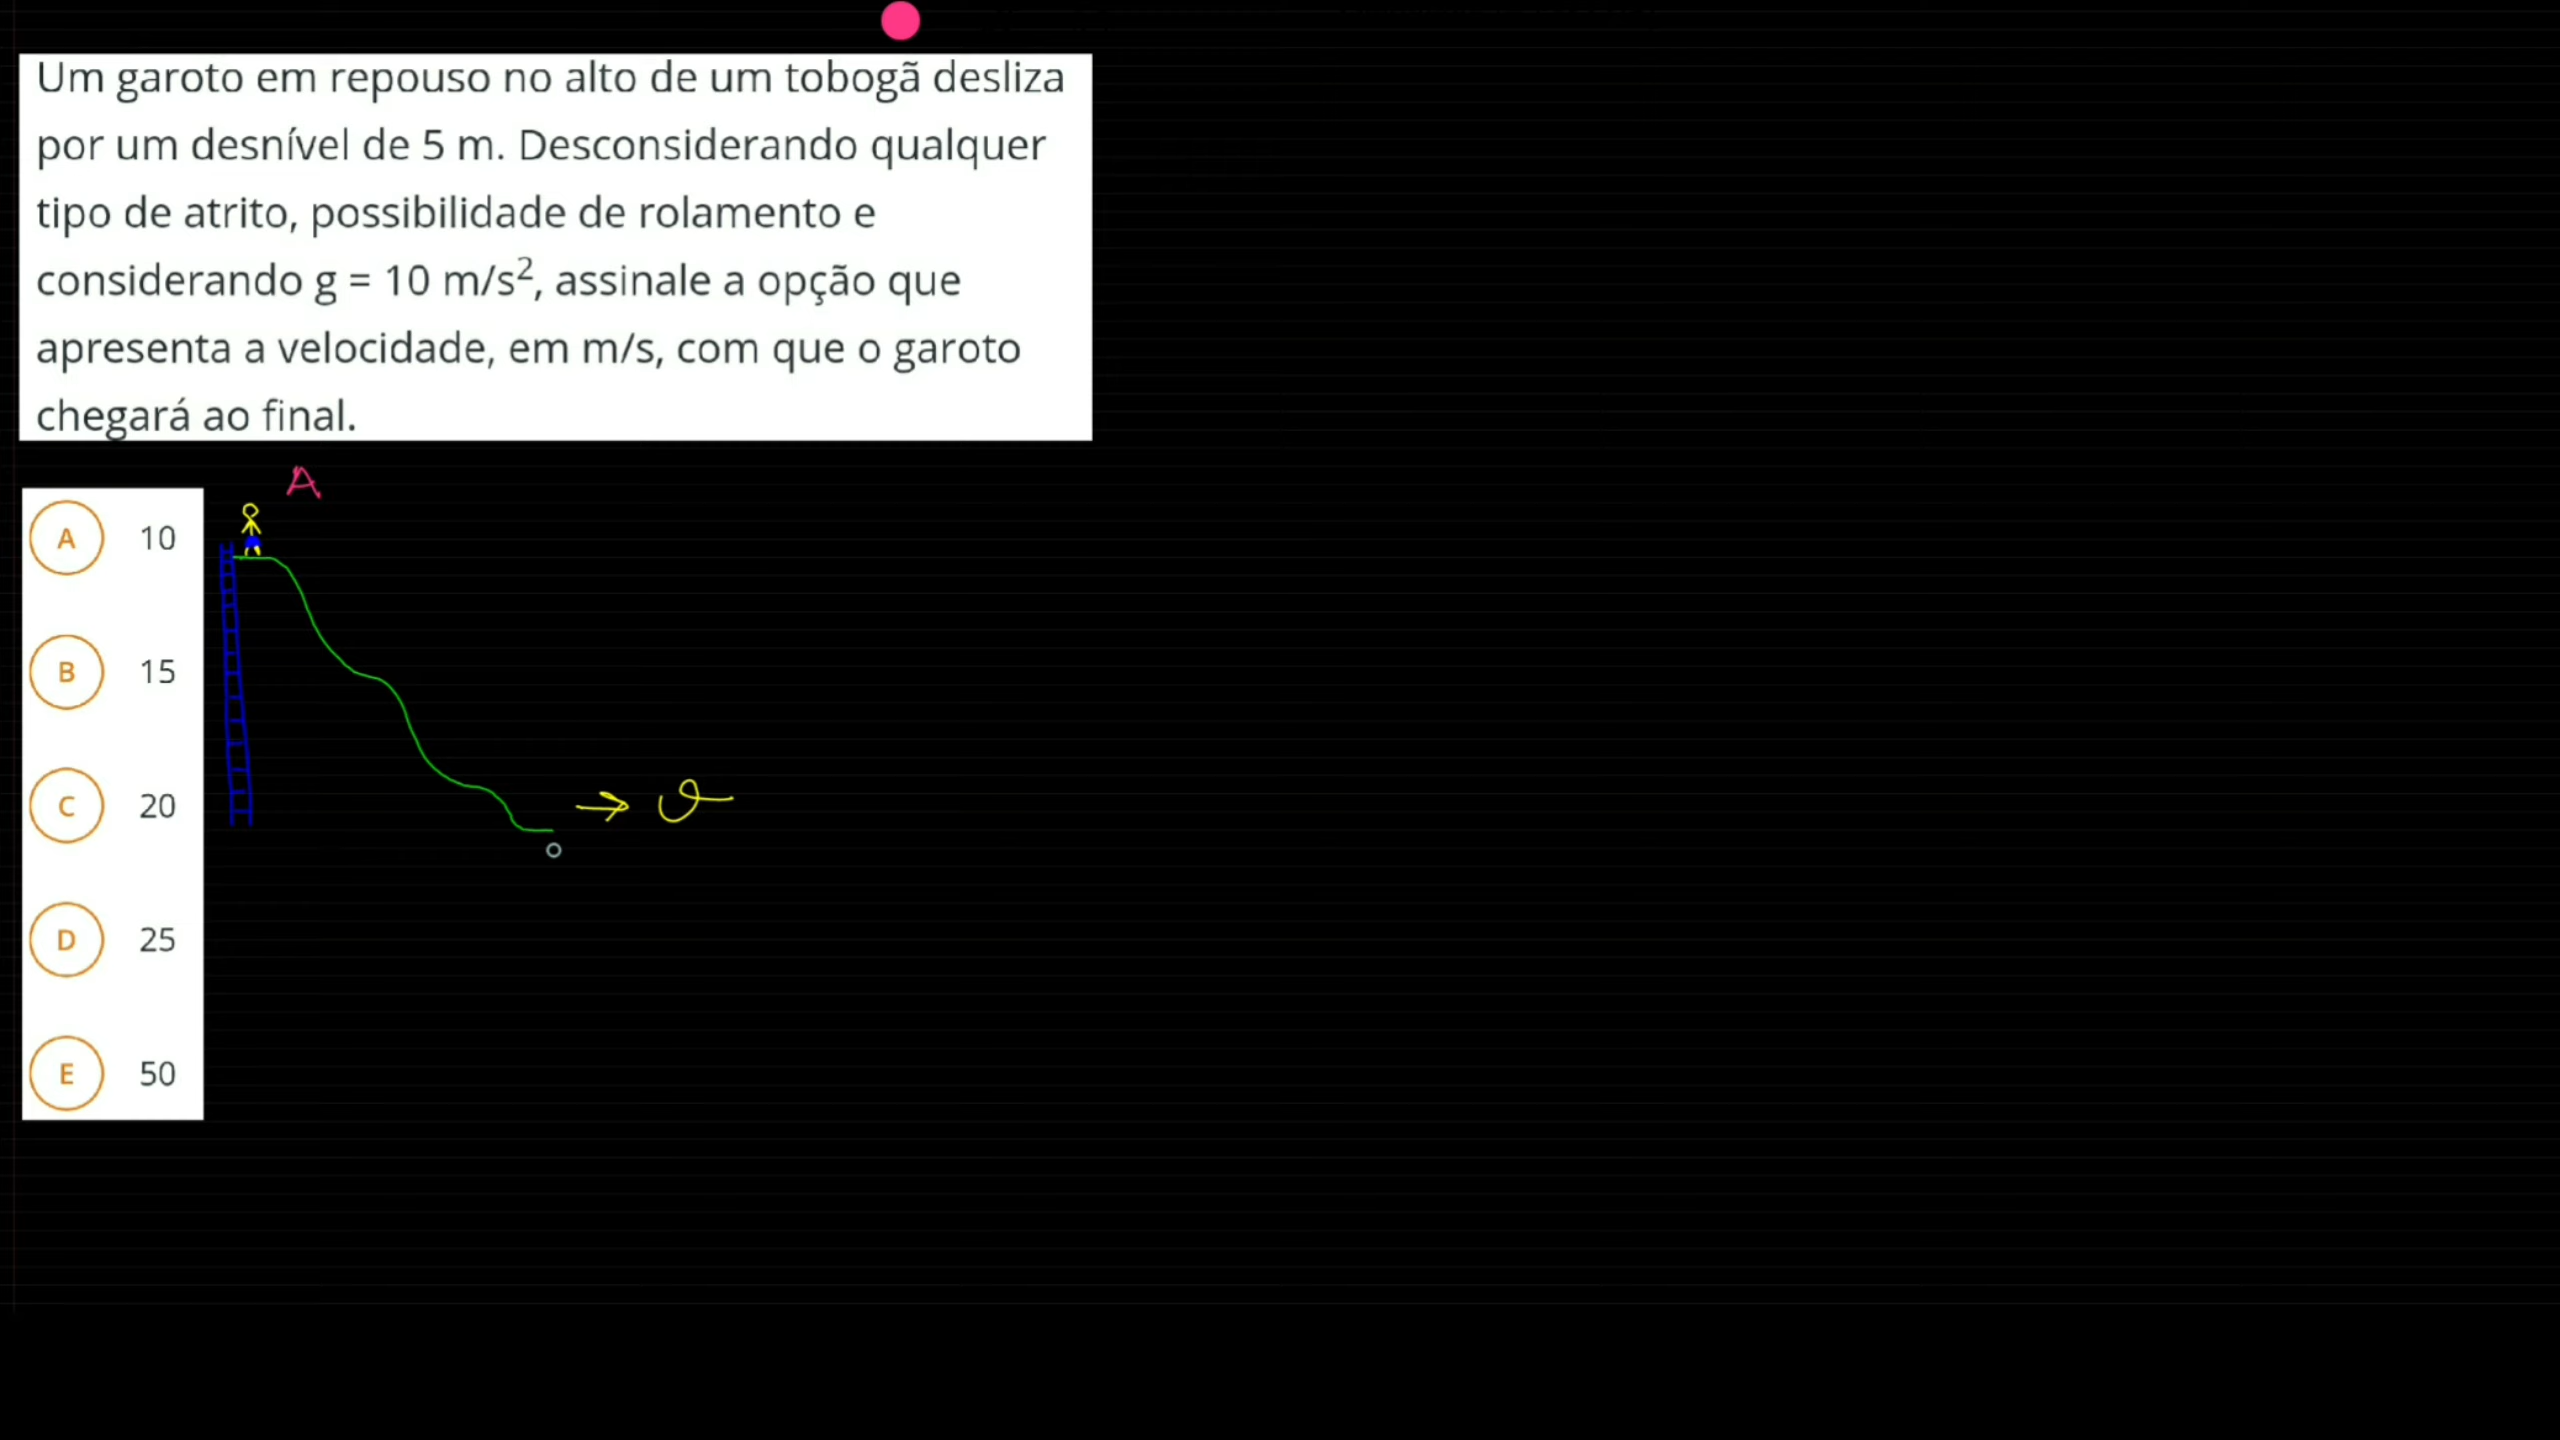 Um garoto em repouso no alto de um tobogã desliza
por um desnível de 5 m. Desconsiderando qualquer
tipo de atrito, possibilidade de rolamento e
considerando g = 10 m/s², assinale a opção que
apresenta a velocidade, em m/s, com que o garoto
chegará ao final.
A
A 10
B 15
C 20
D 25
E 50
v